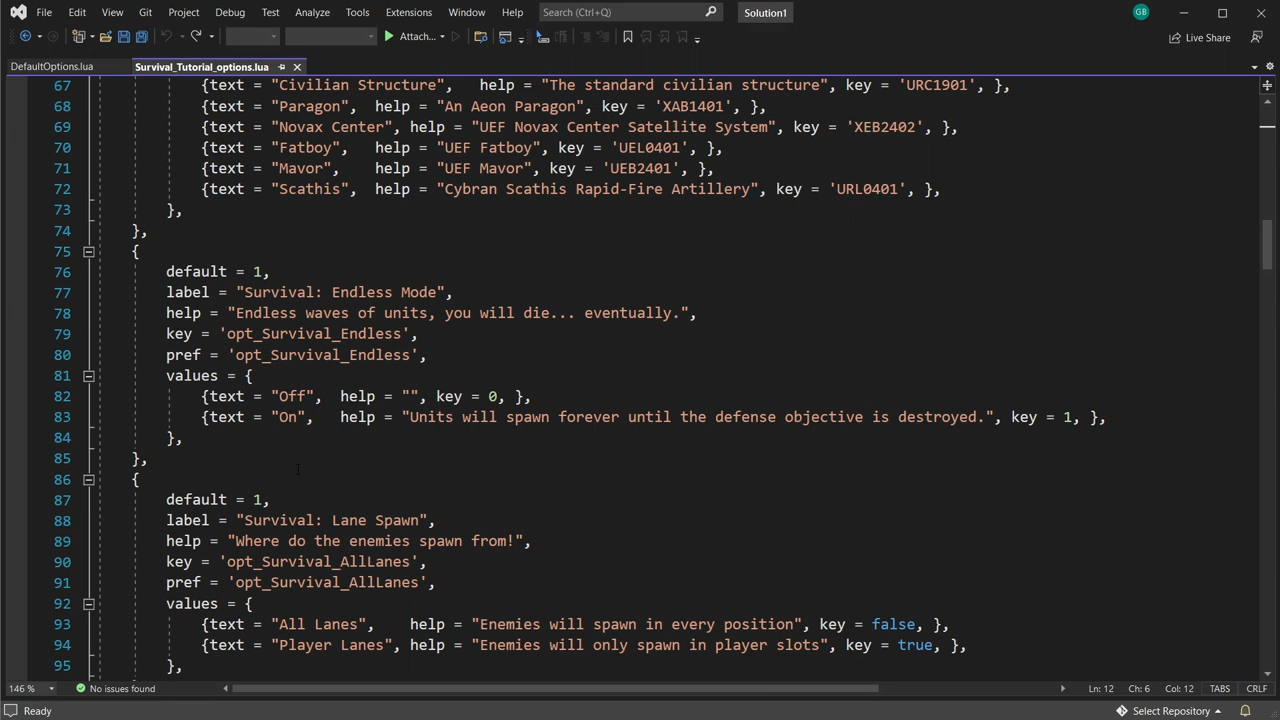 File Edit View Git Project Debug Test Analyze Tools Extensions Window Help Search (Ctrl+Q) Solution1 GB
Attach... Live Share
DefaultOptions.lua Survival_Tutorial_options.lua
67 {text = "Civilian Structure", help = "The standard civilian structure", key = 'URC1901', },
68 {text = "Paragon", help = "An Aeon Paragon", key = 'XAB1401', },
69 {text = "Novax Center", help = "UEF Novax Center Satellite System", key = 'XEB2402', },
70 {text = "Fatboy", help = "UEF Fatboy", key = 'UEL0401', },
71 {text = "Mavor", help = "UEF Mavor", key = 'UEB2401', },
72 {text = "Scathis", help = "Cybran Scathis Rapid-Fire Artillery", key = 'URL0401', },
73 },
74 },
75 {
76 default = 1,
77 label = "Survival: Endless Mode",
78 help = "Endless waves of units, you will die... eventually.",
79 key = 'opt_Survival_Endless',
80 pref = 'opt_Survival_Endless',
81 values = {
82 {text = "Off", help = "", key = 0, },
83 {text = "On", help = "Units will spawn forever until the defense objective is destroyed.", key = 1, },
84 },
85 },
86 {
87 default = 1,
88 label = "Survival: Lane Spawn",
89 help = "Where do the enemies spawn from!",
90 key = 'opt_Survival_AllLanes',
91 pref = 'opt_Survival_AllLanes',
92 values = {
93 {text = "All Lanes", help = "Enemies will spawn in every position", key = false, },
94 {text = "Player Lanes", help = "Enemies will only spawn in player slots", key = true, },
95 },
146 % No issues found Ln: 12 Ch: 6 Col: 12 TABS CRLF
Ready Select Repository